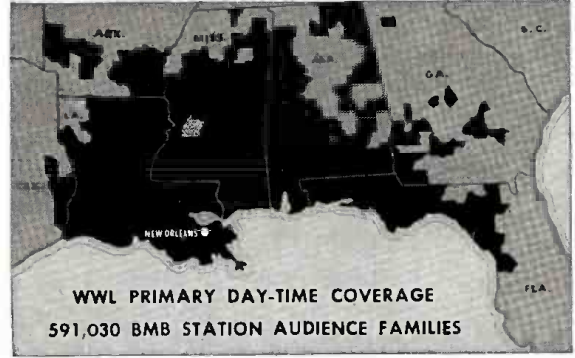 ARK.
MISS.
S. C.
ALA.
GA.
LA.
NEW ORLEANS
FLA.
WWL PRIMARY DAY-TIME COVERAGE
591,030 BMB STATION AUDIENCE FAMILIES